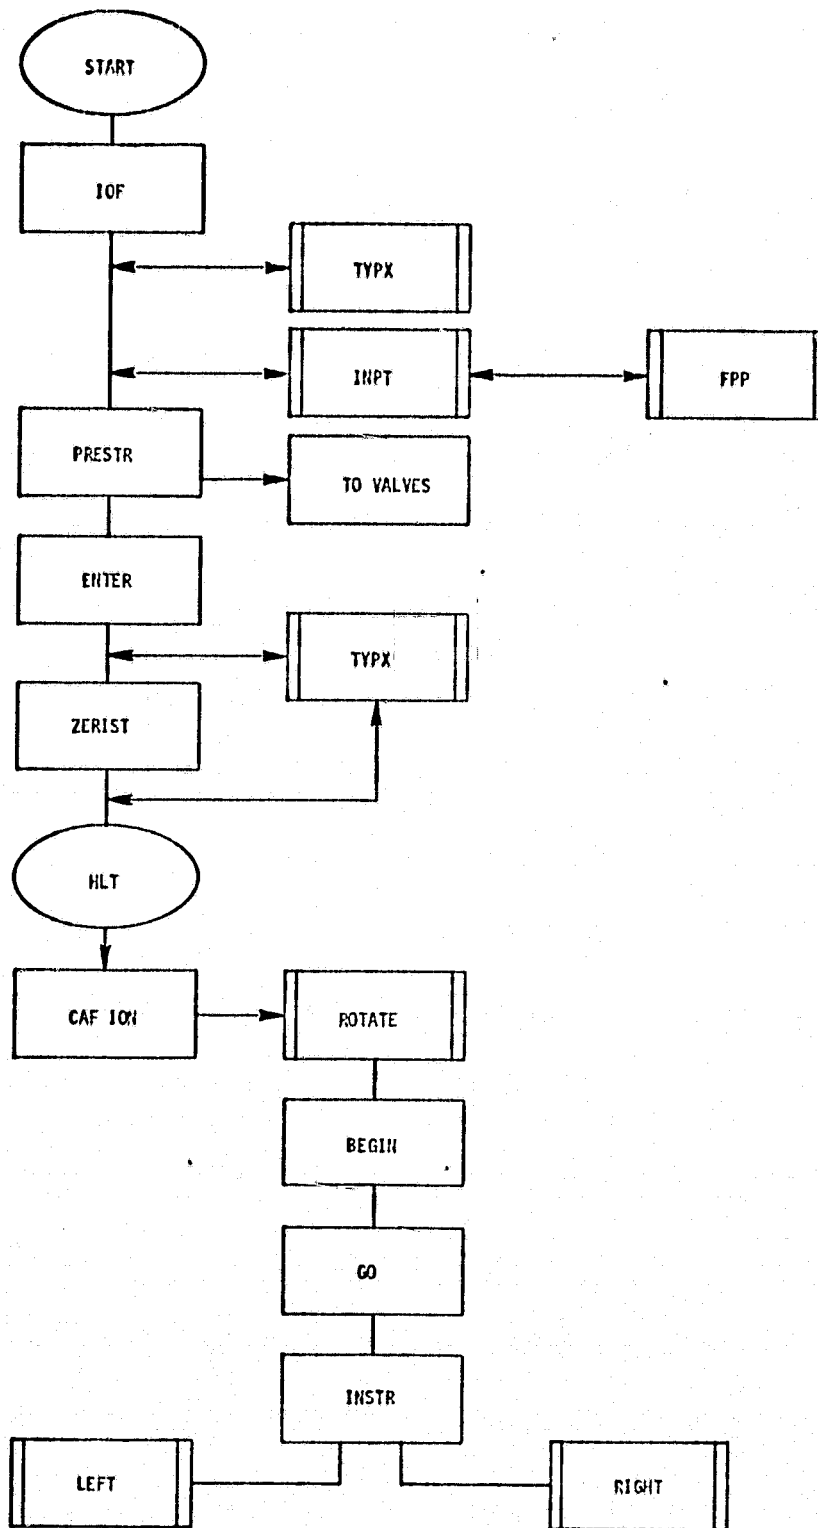 START
IOF
TYPX
INPT
FPP
PRESTR
TO VALVES
ENTER
TYPX
ZERIST
HLT
CAF ION
ROTATE
BEGIN
GO
INSTR
LEFT
RIGHT